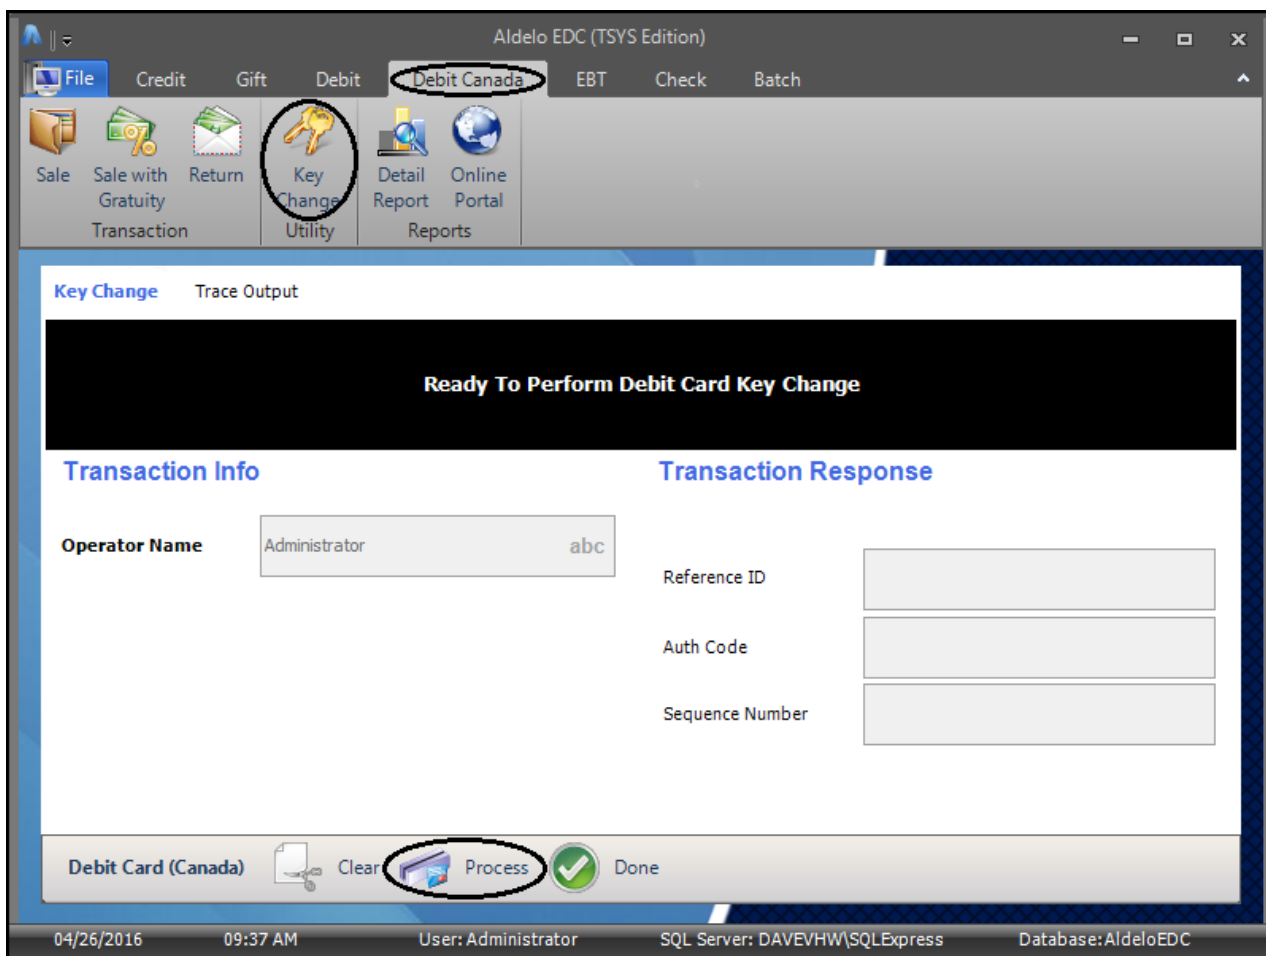 Aldelo EDC (TSYS Edition)
File Credit Gift Debit Debit Canada EBT Check Batch
Sale Sale with Gratuity Return Key Change Detail Report Online Portal
Transaction Utility Reports
Key Change Trace Output
Ready To Perform Debit Card Key Change
Transaction Info
Transaction Response
Operator Name Administrator abc
Reference ID
Auth Code
Sequence Number
Debit Card (Canada) Clear Process Done
04/26/2016 09:37 AM User: Administrator SQL Server: DAVEVHW\SQLExpress Database:AldeloEDC